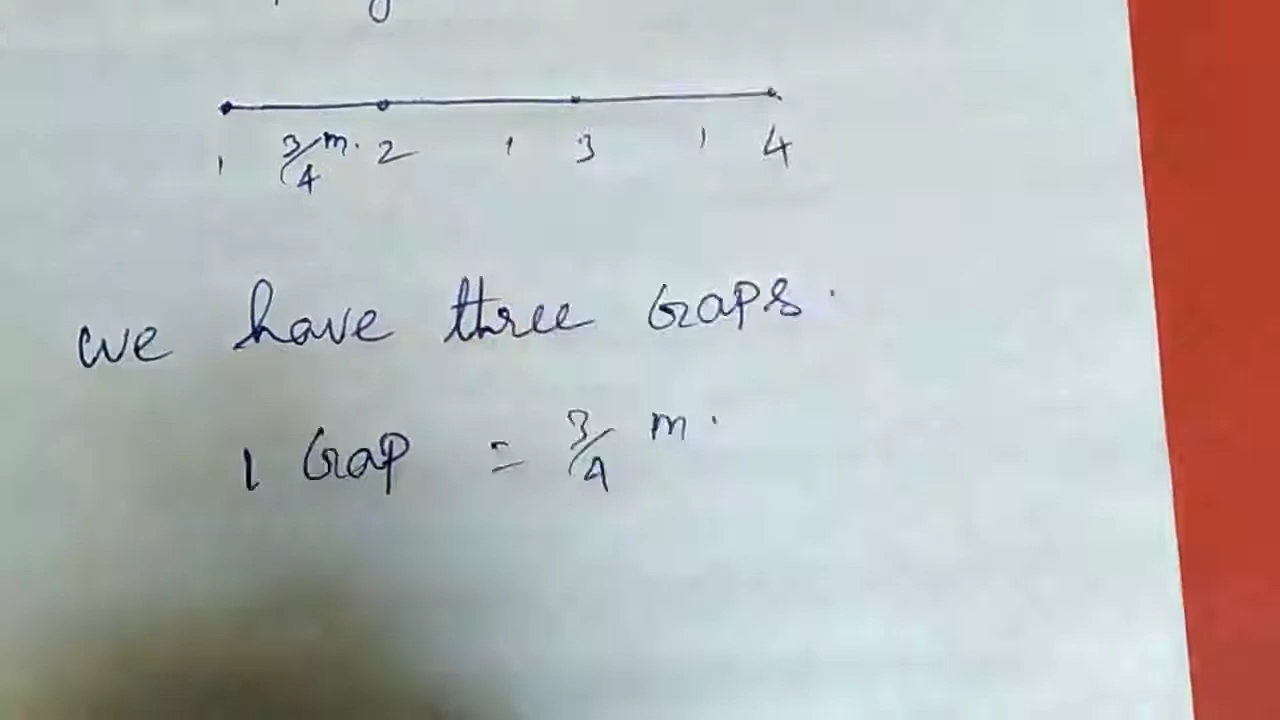 1 3/4 m. 2 1 3 1 4
we have three Gaps.
1 Gap = 3/4 m.